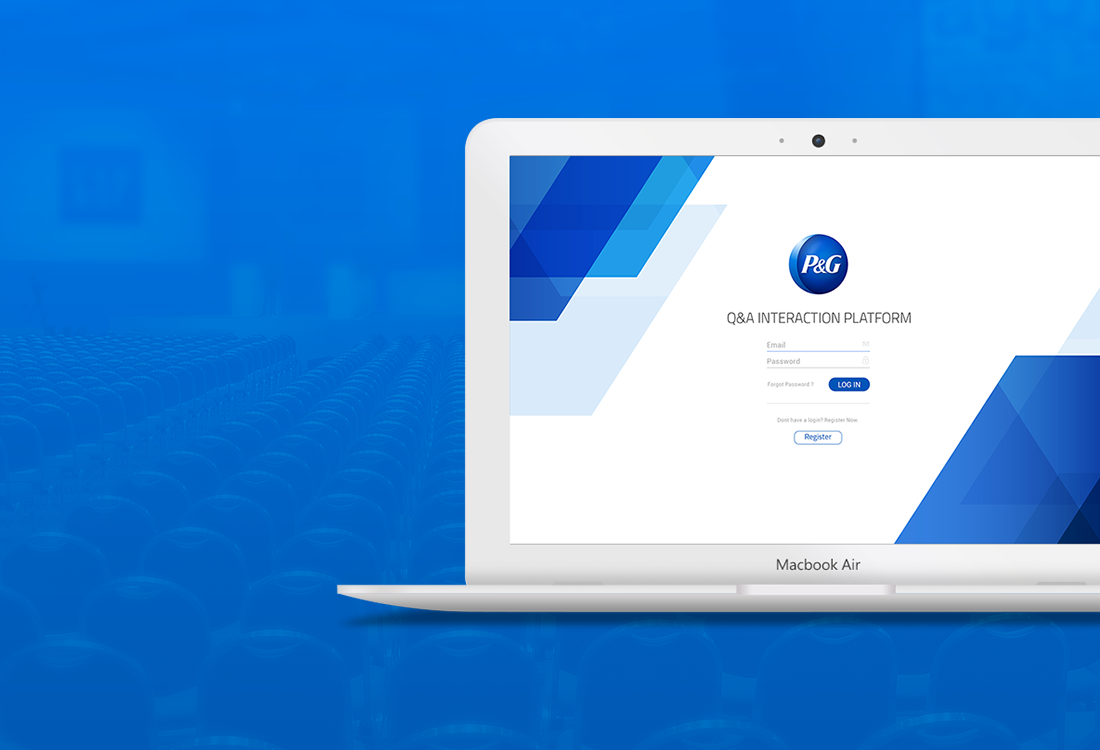 P&G
Q&A INTERACTION PLATFORM
Email
Password
Forgot Password ?
LOG IN
Dont have a login? Register Now.
Register
Macbook Air